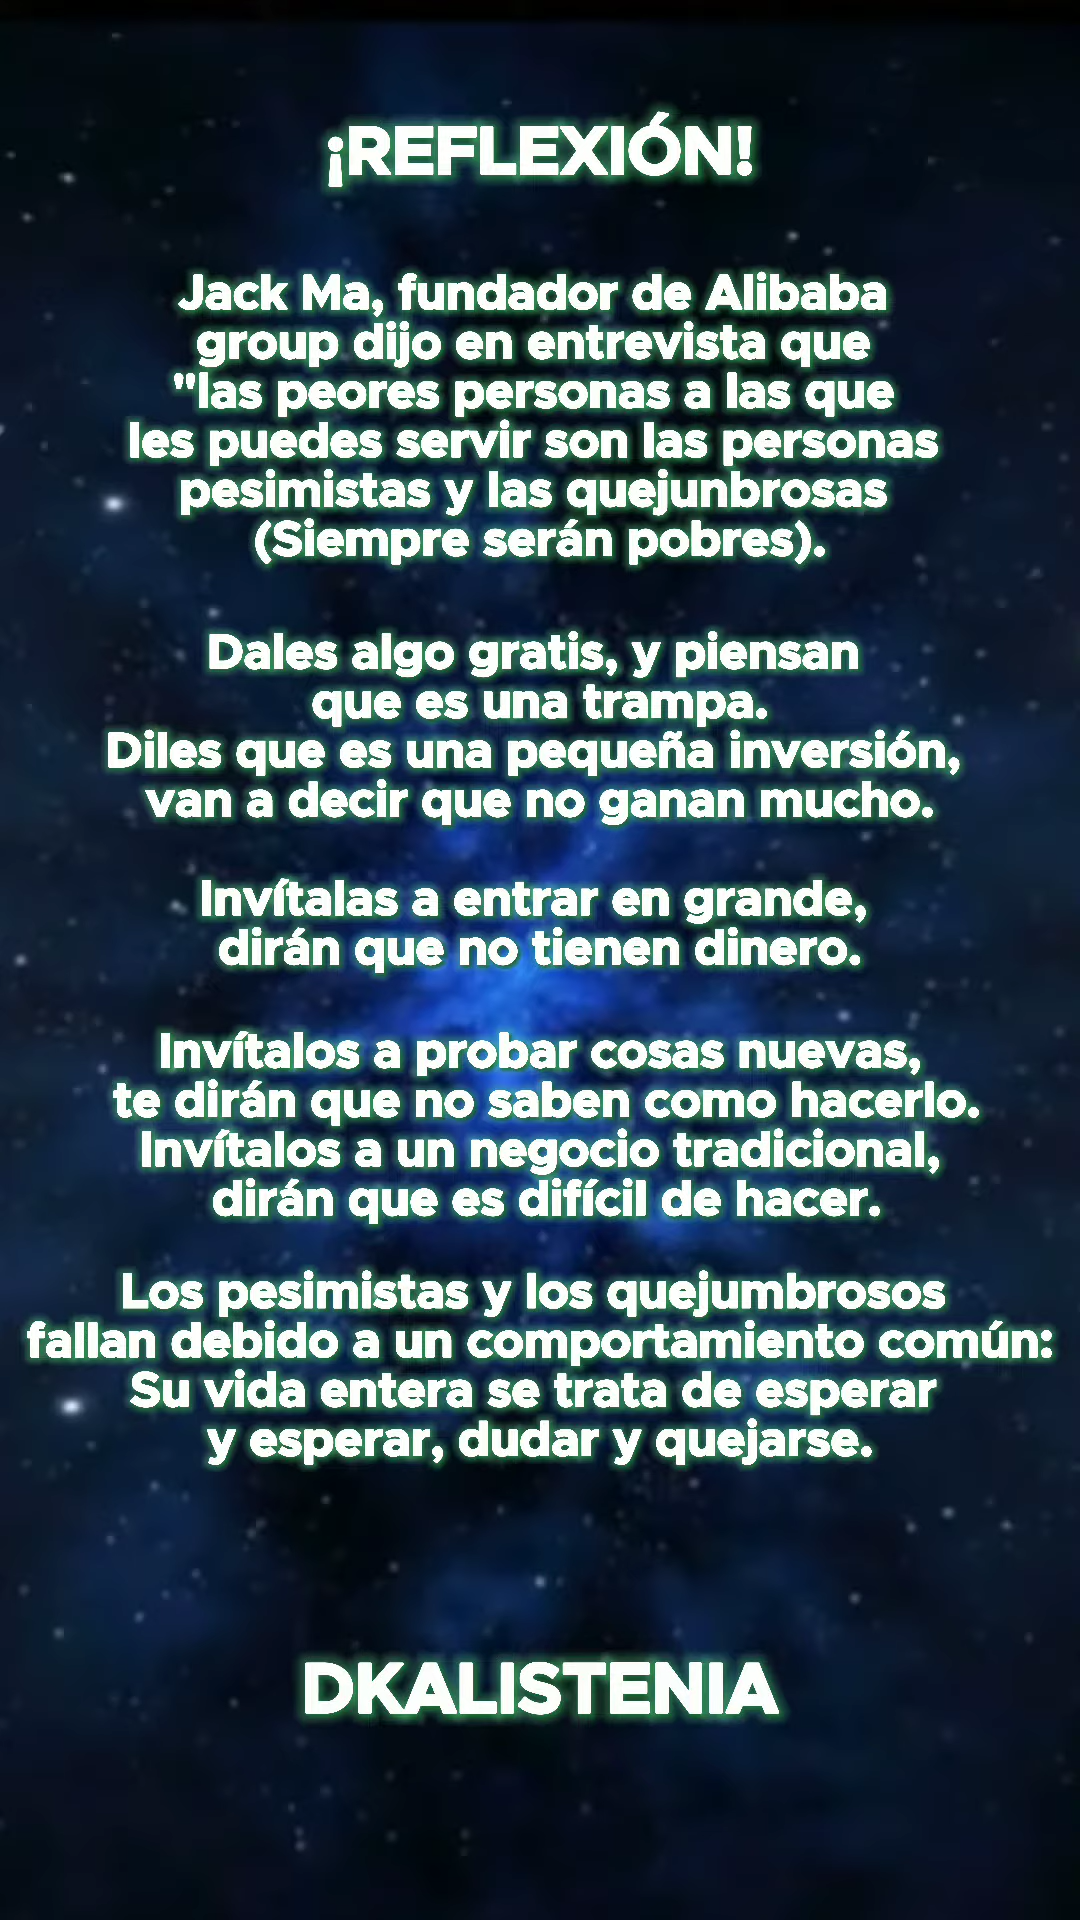 ¡REFLEXIÓN!
Jack Ma, fundador de Alibaba
group dijo en entrevista que
"las peores personas a las que
les puedes servir son las personas
pesimistas y las quejunbrosas
(Siempre serán pobres).
Dales algo gratis, y piensan
que es una trampa.
Diles que es una pequeña inversión,
van a decir que no ganan mucho.
Invítalas a entrar en grande,
dirán que no tienen dinero.
Invítalos a probar cosas nuevas,
te dirán que no saben como hacerlo.
Invítalos a un negocio tradicional,
dirán que es difícil de hacer.
Los pesimistas y los quejumbrosos
fallan debido a un comportamiento común:
Su vida entera se trata de esperar
y esperar, dudar y quejarse.
DKALISTENIA